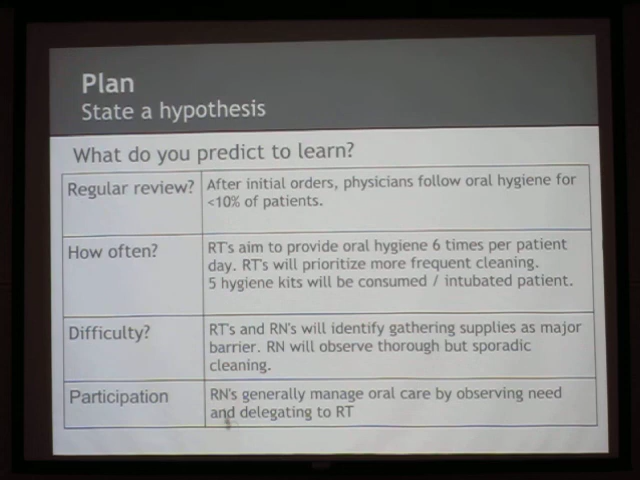 Plan
State a hypothesis
What do you predict to learn?
Regular review?
After initial orders, physicians follow oral hygiene for
<10% of patients.
How often?
RT's aim to provide oral hygiene 6 times per patient
day. RT's will prioritize more frequent cleaning.
5 hygiene kits will be consumed / intubated patient.
Difficulty?
RT's and RN's will identify gathering supplies as major
barrier. RN will observe thorough but sporadic
cleaning.
Participation
RN's generally manage oral care by observing need
and delegating to RT